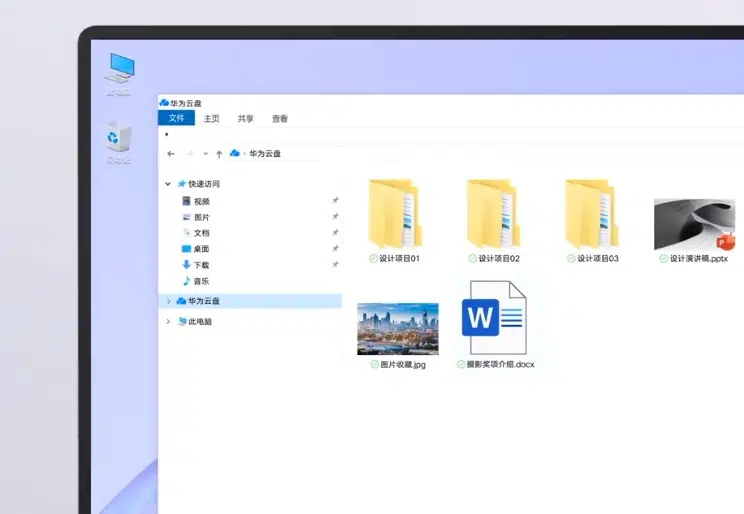 此电脑
回收站
华为云盘
文件 主页 共享 查看
华为云盘
快速访问
视频
图片
文档
桌面
下载
音乐
华为云盘
此电脑
设计项目01 设计项目02 设计项目03 设计演讲稿.pptx
P
W
图片收藏.jpg 摄影奖项介绍.docx